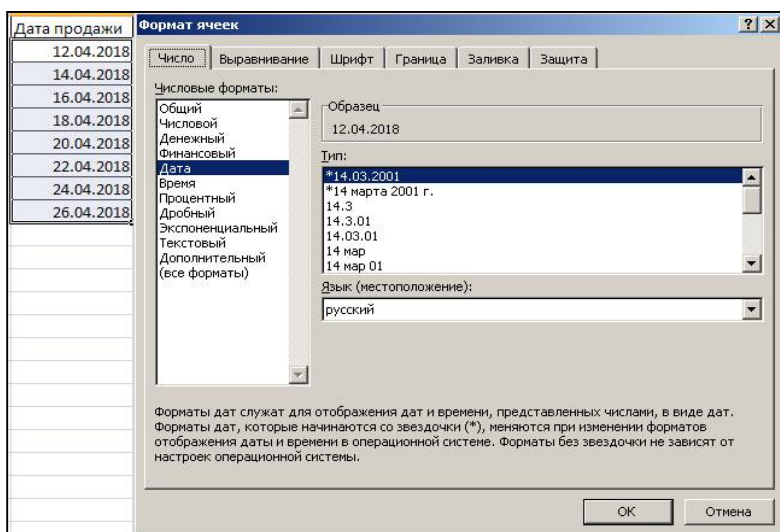 Дата продажи
12.04.2018
14.04.2018
16.04.2018
18.04.2018
20.04.2018
22.04.2018
24.04.2018
26.04.2018
Формат ячеек
Число
Выравнивание
Шрифт
Граница
Заливка
Защита
Числовые форматы:
Общий
Числовой
Денежный
Финансовый
Дата
Время
Процентный
Дробный
Экспоненциальный
Текстовый
Дополнительный
(все форматы)
Образец
12.04.2018
Тип:
*14.03.2001
*14 марта 2001 г.
14.3
14.3.01
14.03.01
14 мар
14 мар 01
Язык (местоположение):
русский
Форматы дат служат для отображения дат и времени, представленных числами, в виде дат.
Форматы дат, которые начинаются со звездочки (*), меняются при изменении форматов
отображения даты и времени в операционной системе. Форматы без звездочки не зависят от
настроек операционной системы.
ОК
Отмена